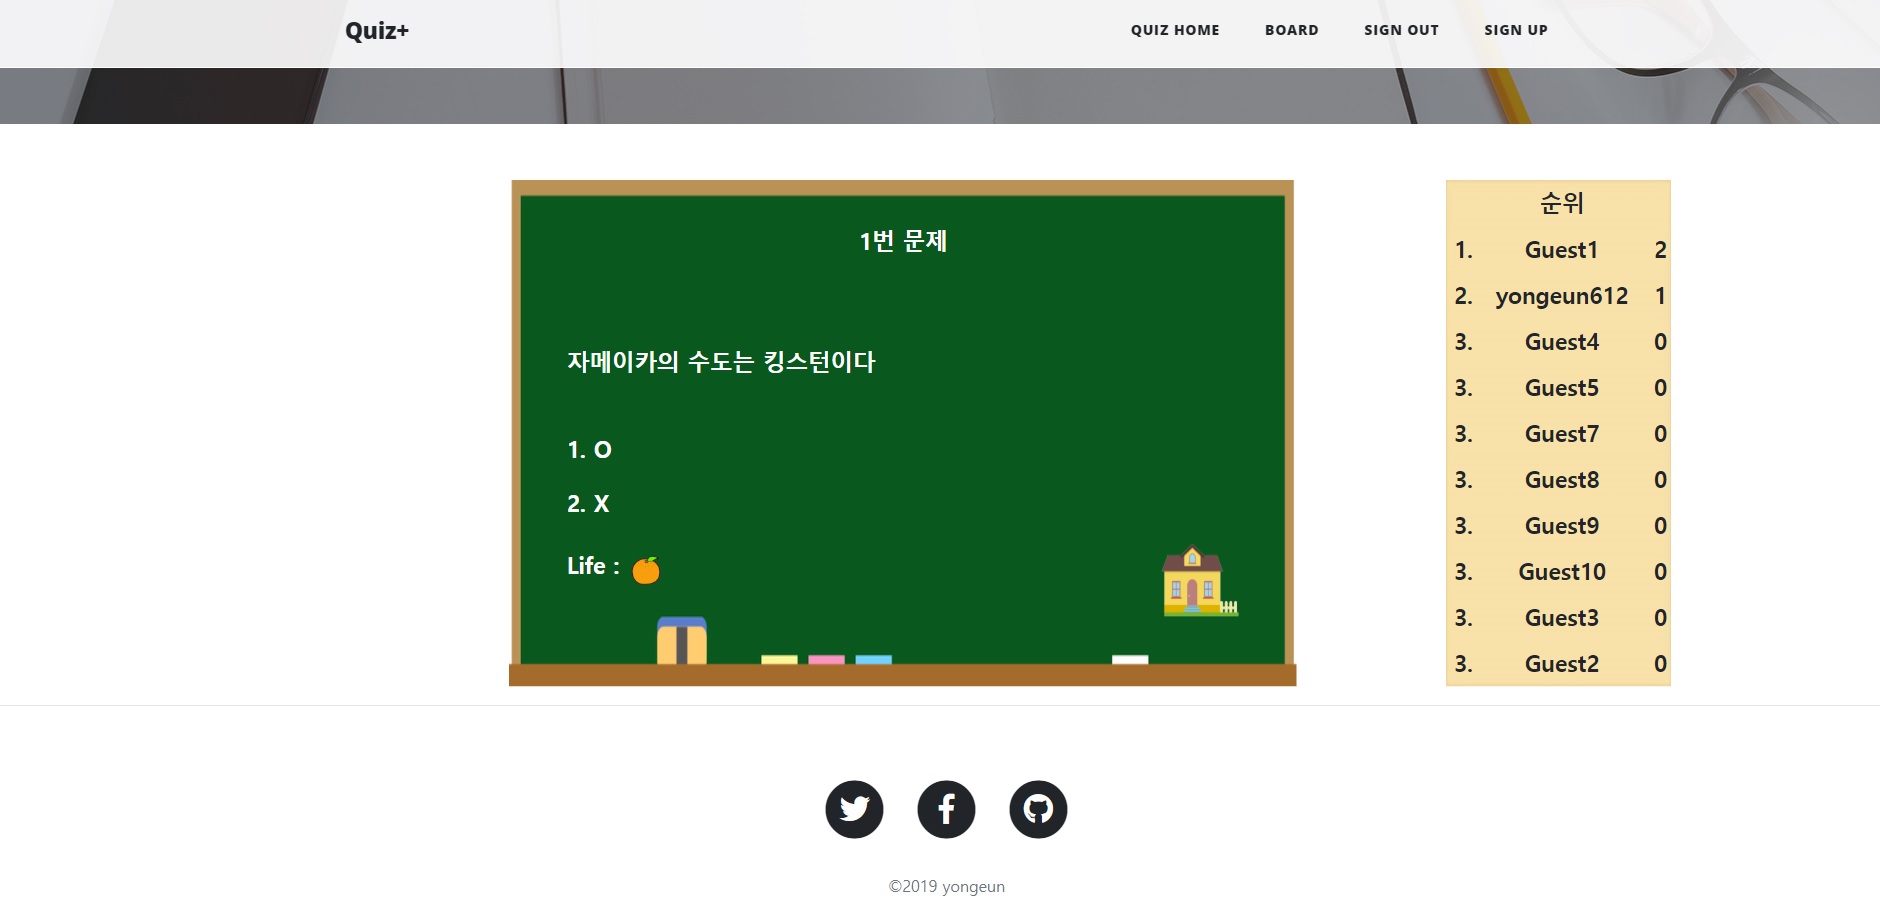 Quiz+
QUIZ HOME BOARD SIGN OUT SIGN UP
1번 문제
자메이카의 수도는 킹스턴이다
1. O
2. X
Life :
순위
1. Guest1 2
2. yongeun612 1
3. Guest4 0
3. Guest5 0
3. Guest7 0
3. Guest8 0
3. Guest9 0
3. Guest10 0
3. Guest3 0
3. Guest2 0
©2019 yongeun